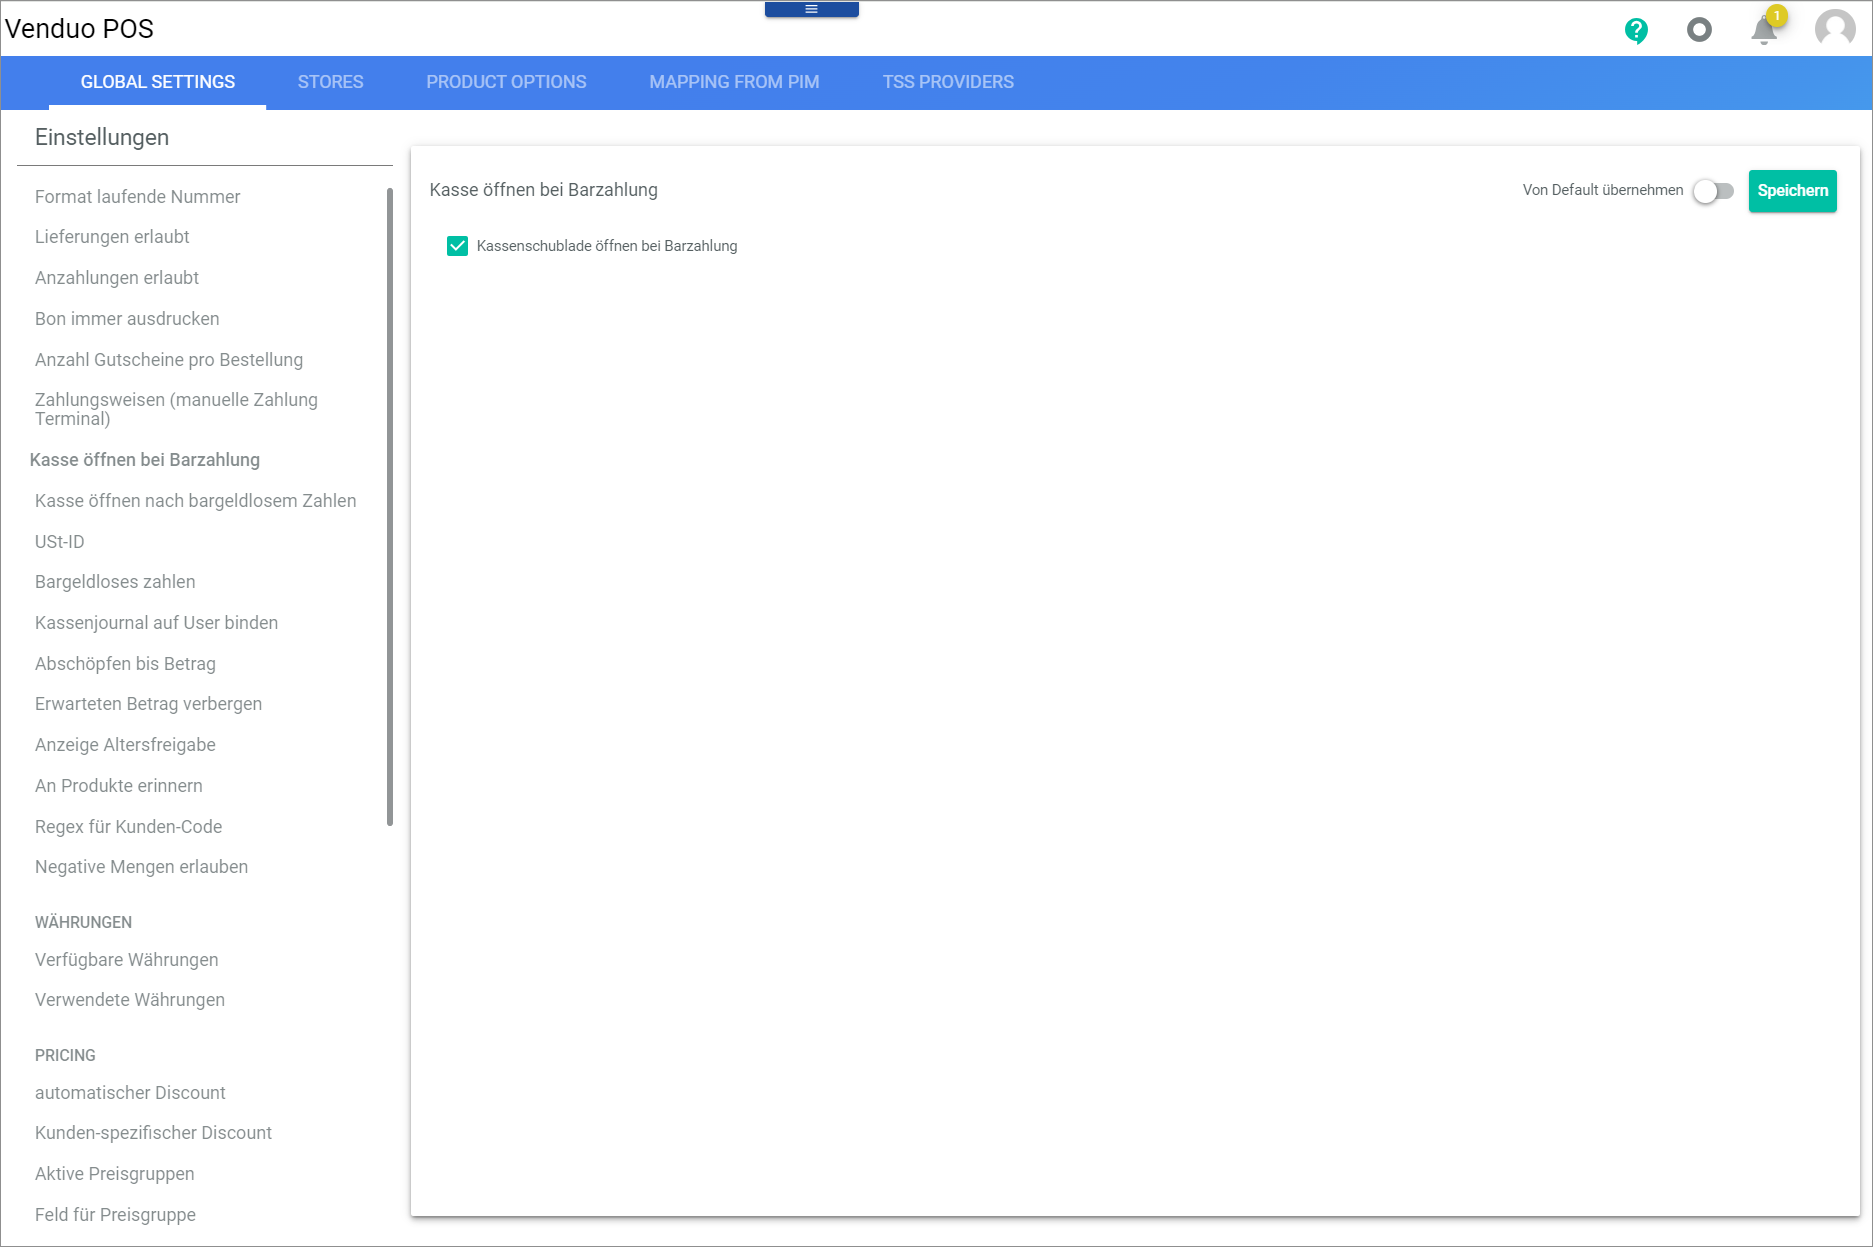 Venduo POS
1
GLOBAL SETTINGS
STORES
PRODUCT OPTIONS
MAPPING FROM PIM
TSS PROVIDERS
Einstellungen
Format laufende Nummer
Lieferungen erlaubt
Anzahlungen erlaubt
Bon immer ausdrucken
Anzahl Gutscheine pro Bestellung
Zahlungsweisen (manuelle Zahlung
Terminal)
Kasse öffnen bei Barzahlung
Kasse öffnen nach bargeldlosem Zahlen
USt-ID
Bargeldloses zahlen
Kassenjournal auf User binden
Abschöpfen bis Betrag
Erwarteten Betrag verbergen
Anzeige Altersfreigabe
An Produkte erinnern
Regex für Kunden-Code
Negative Mengen erlauben
WÄHRUNGEN
Verfügbare Währungen
Verwendete Währungen
PRICING
automatischer Discount
Kunden-spezifischer Discount
Aktive Preisgruppen
Feld für Preisgruppe
Kasse öffnen bei Barzahlung
Von Default übernehmen
Speichern
Kassenschublade öffnen bei Barzahlung